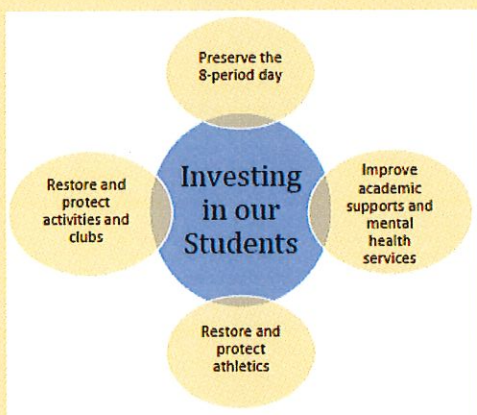 Preserve the
8-period day
Restore and
protect
activities and
clubs
Investing
in our
Students
Improve
academic
supports and
mental
health
services
Restore and
protect
athletics